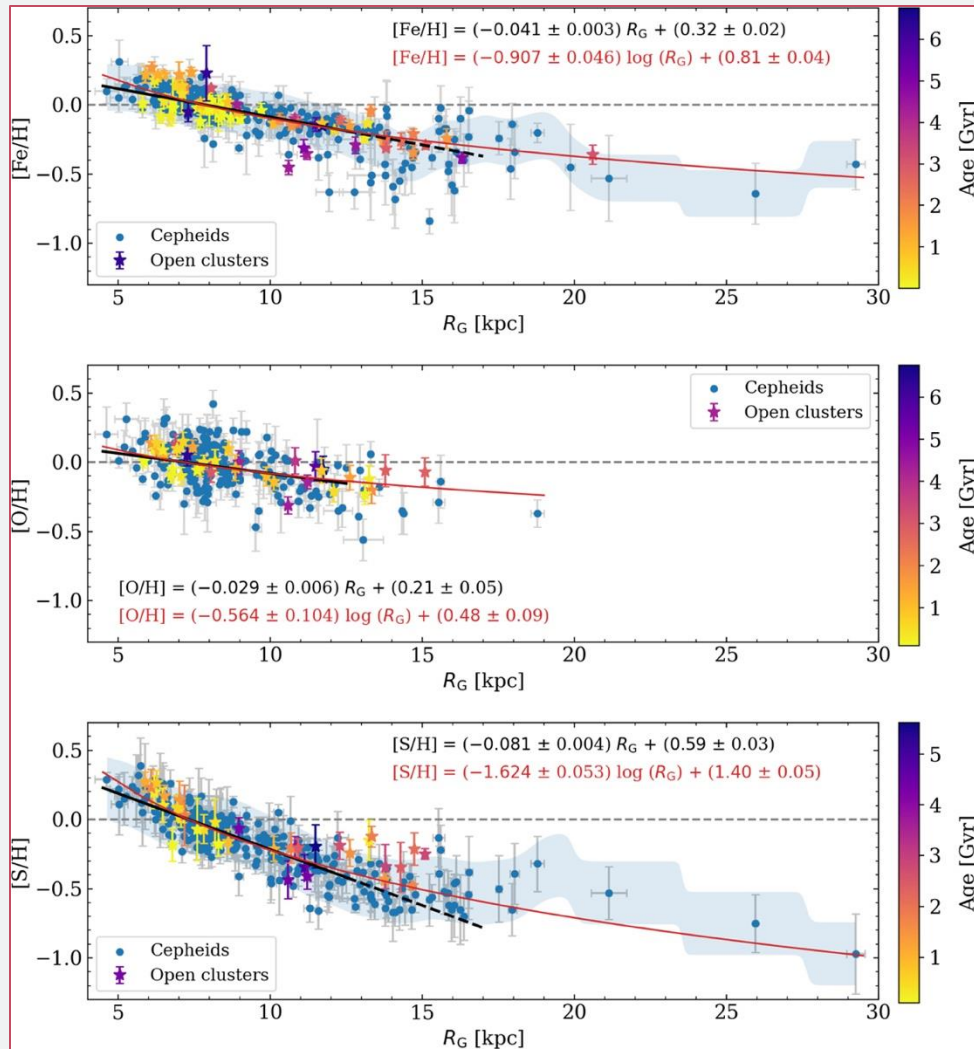 [Fe/H] = (−0.041 ± 0.003) R_G + (0.32 ± 0.02)
[Fe/H] = (−0.907 ± 0.046) log (R_G) + (0.81 ± 0.04)
0.5
0.0
−0.5
−1.0
[Fe/H]
Cepheids
Open clusters
5 10 15 20 25 30
R_G [kpc]
6
5
4
3
2
1
Age [Gyr]
0.5
0.0
−0.5
−1.0
[O/H]
Cepheids
Open clusters
[O/H] = (−0.029 ± 0.006) R_G + (0.21 ± 0.05)
[O/H] = (−0.564 ± 0.104) log (R_G) + (0.48 ± 0.09)
5 10 15 20 25 30
R_G [kpc]
6
5
4
3
2
1
Age [Gyr]
[S/H] = (−0.081 ± 0.004) R_G + (0.59 ± 0.03)
[S/H] = (−1.624 ± 0.053) log (R_G) + (1.40 ± 0.05)
0.5
0.0
−0.5
−1.0
[S/H]
Cepheids
Open clusters
5 10 15 20 25 30
R_G [kpc]
5
4
3
2
1
Age [Gyr]